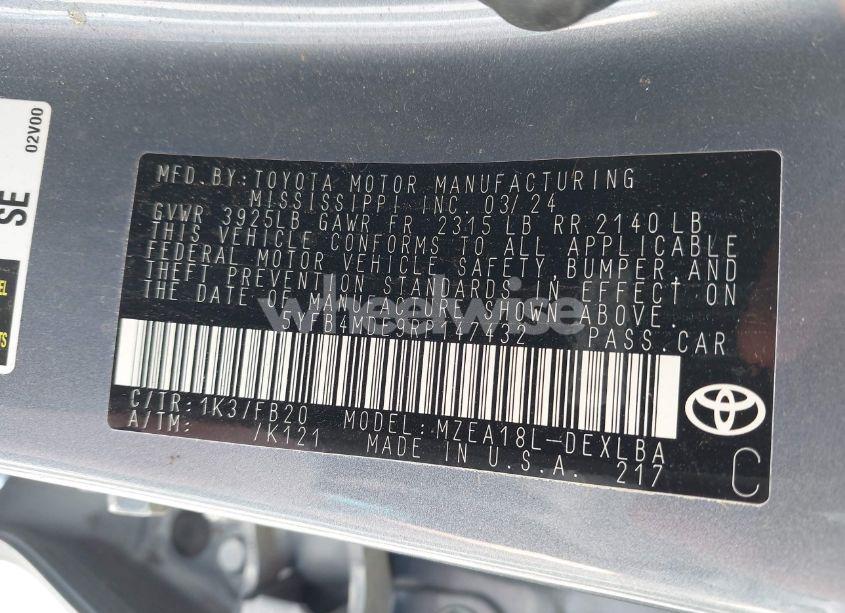 02V00
SE
MFD. BY: TOYOTA MOTOR MANUFACTURING
MISSISSIPPI INC. 03/24
GVWR 3925LB GAWR FR 2315 LB RR 2140 LB
THIS VEHICLE CONFORMS TO ALL APPLICABLE
FEDERAL MOTOR VEHICLE SAFETY, BUMPER, AND
THEFT PREVENTION STANDARDS IN EFFECT ON
THE DATE OF MANUFACTURE SHOWN ABOVE.
PASS. CAR
wheelwise
C/TR: 1K3/FB20 MODEL: MZEA18L-DEXLBA
A/TM: /K121 MADE IN U.S.A. 217
C